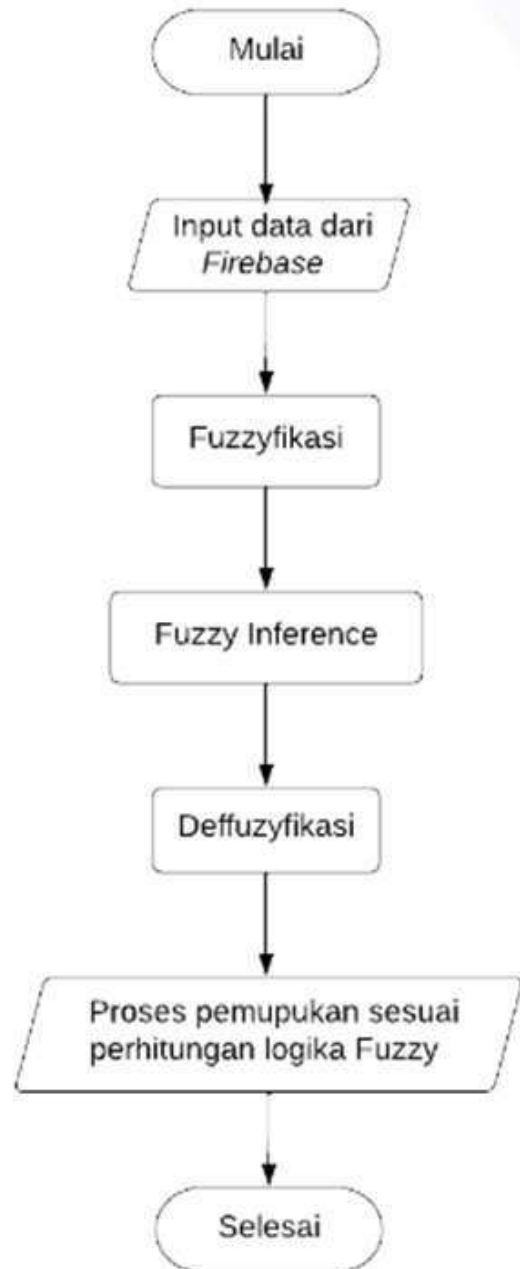 Mulai
Input data dari
Firebase
Fuzzyfikasi
Fuzzy Inference
Deffuzyfikasi
Proses pemupukan sesuai
perhitungan logika Fuzzy
Selesai